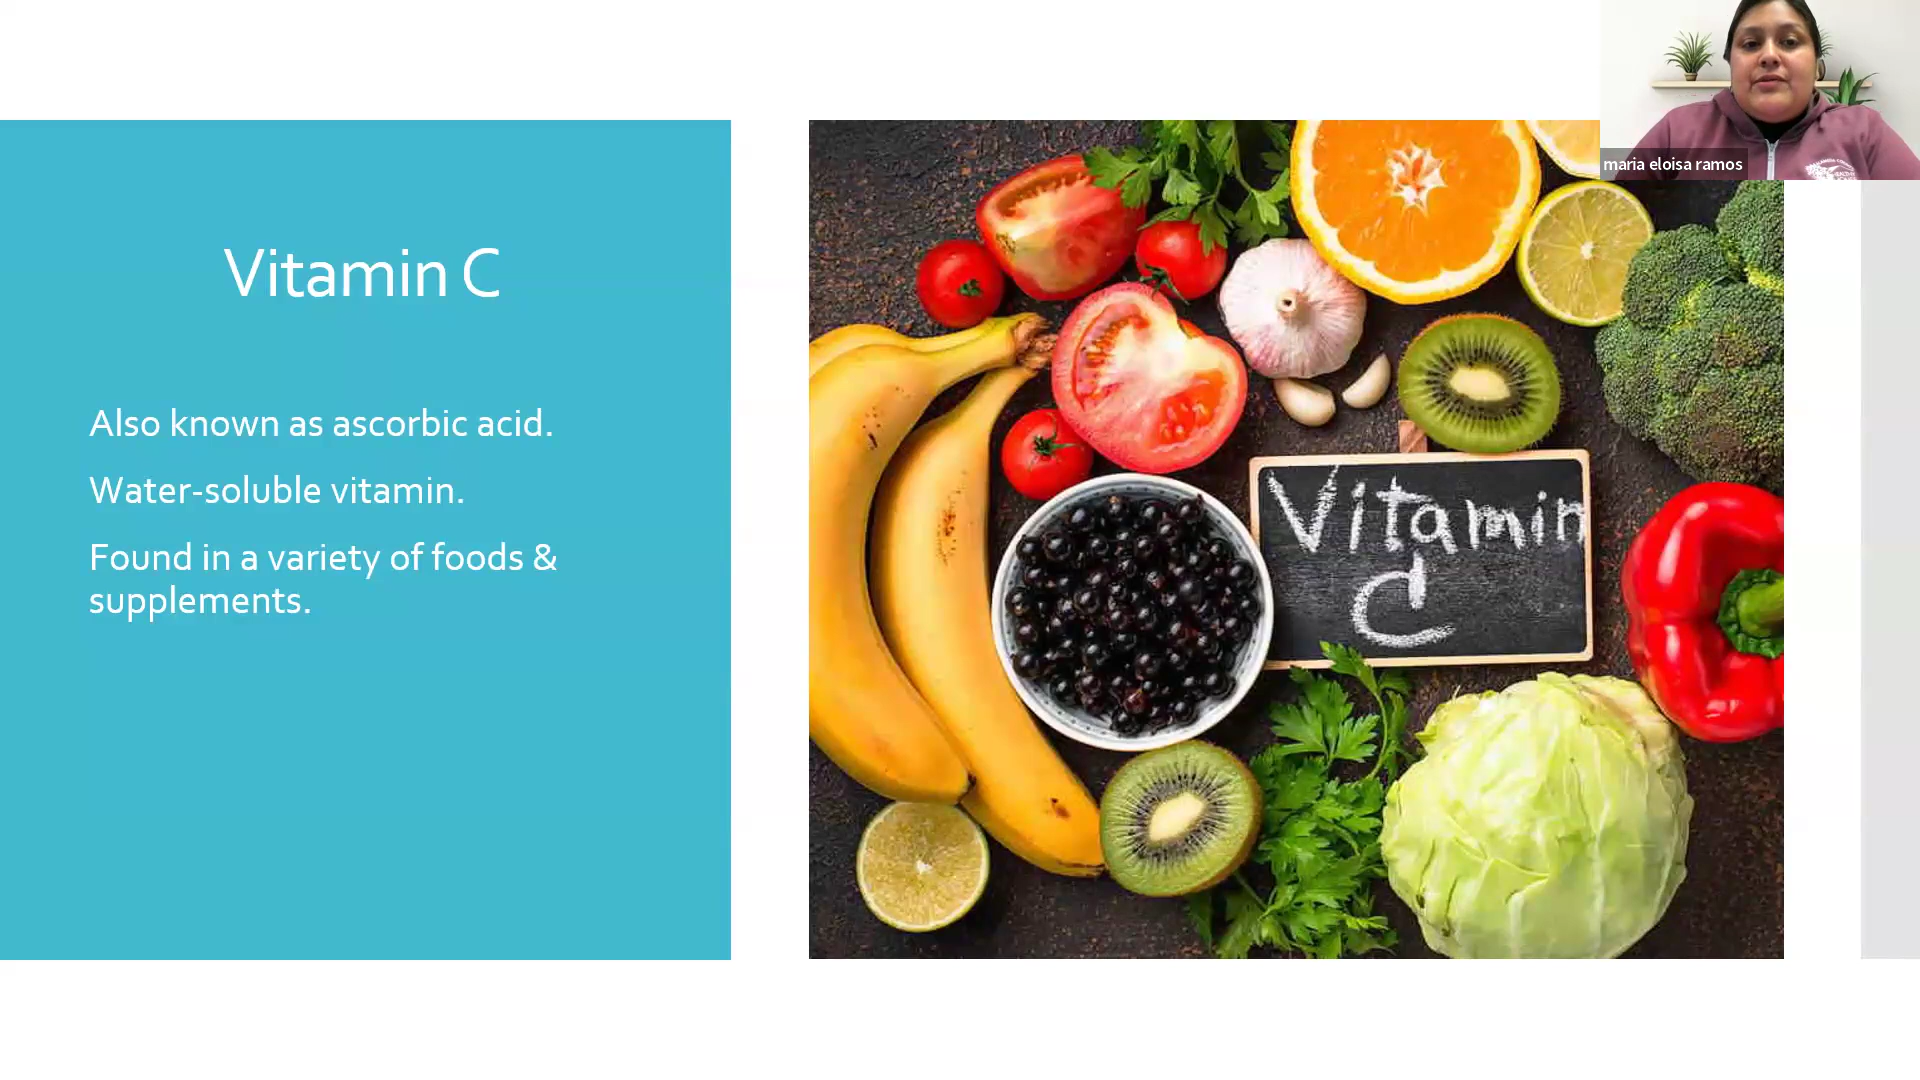 Vitamin C
Also known as ascorbic acid.
Water-soluble vitamin.
Found in a variety of foods &
supplements.
Vitamin
C
maria eloisa ramos